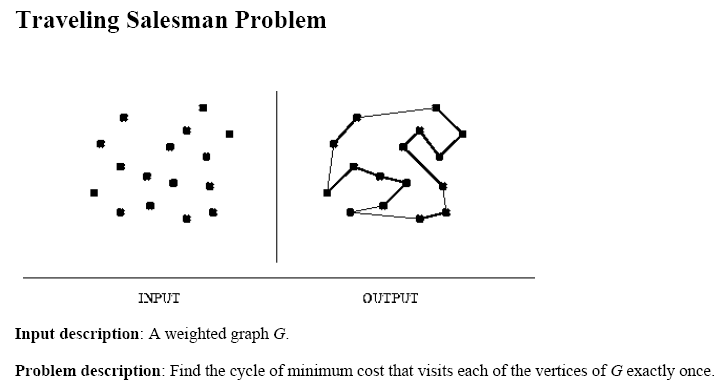 Traveling Salesman Problem
INPUT
OUTPUT
Input description: A weighted graph G.
Problem description: Find the cycle of minimum cost that visits each of the vertices of G exactly once.